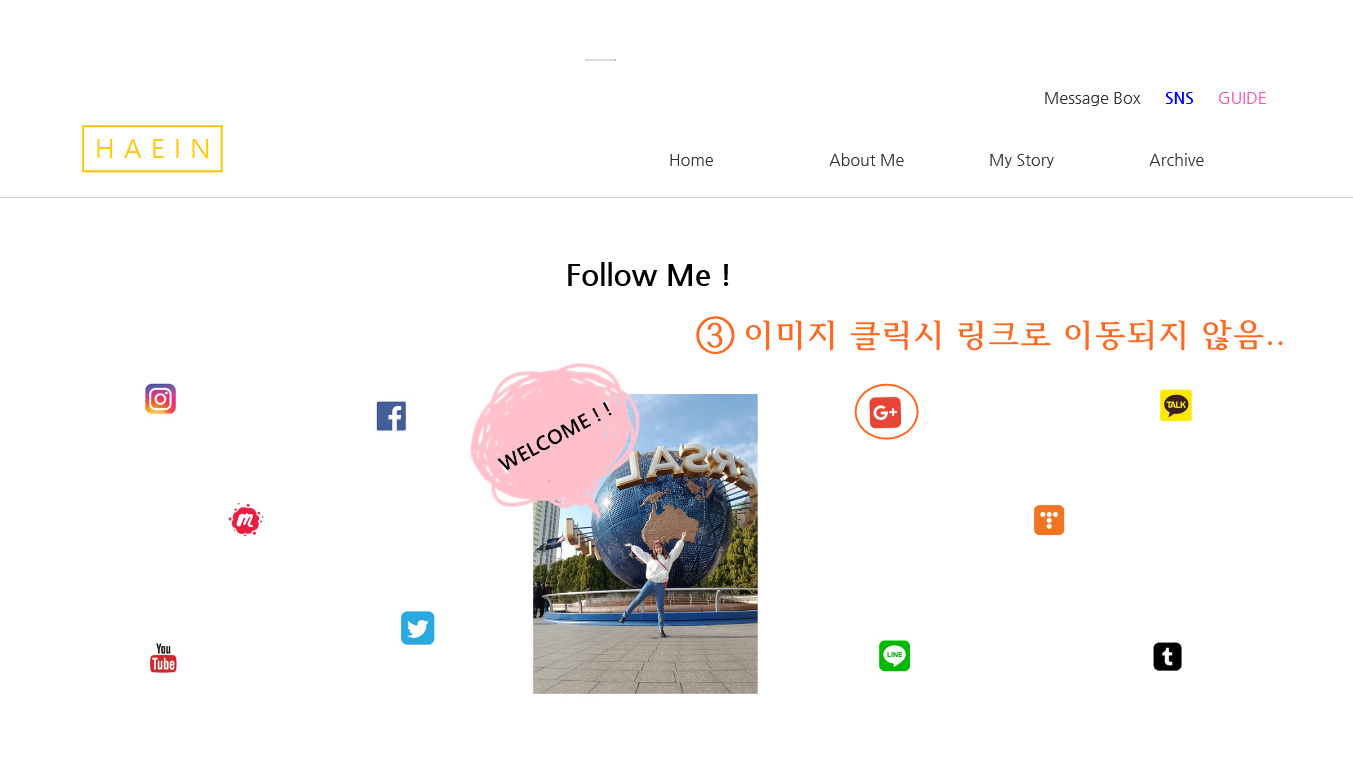 Message Box SNS GUIDE
HAEIN
Home About Me My Story Archive
Follow Me !
③ 이미지 클릭시 링크로 이동되지 않음..
WELCOME ! !
ERSAL
G+
TALK
m
You
Tube
LINE
t